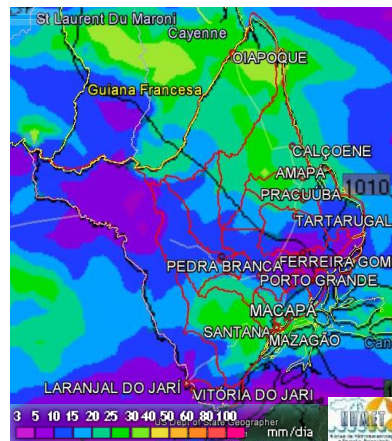 St Laurent Du Maroni
Cayenne
OIAPOQUE
Guiana Francesa
CALÇOENE
AMAPÁ
1010
PRACUÚBA
TARTARUGAL
PEDRA BRANCA
FERREIRA GOM
PORTO GRANDE
MACAPÁ
SANTANA
MAZAGÃO
LARANJAL DO JARÍ
VITÓRIA DO JARI
3 5 10 15 20 25 30 40 50 60 80 100
US Dept of State Geographer
mm/dia
NHMET